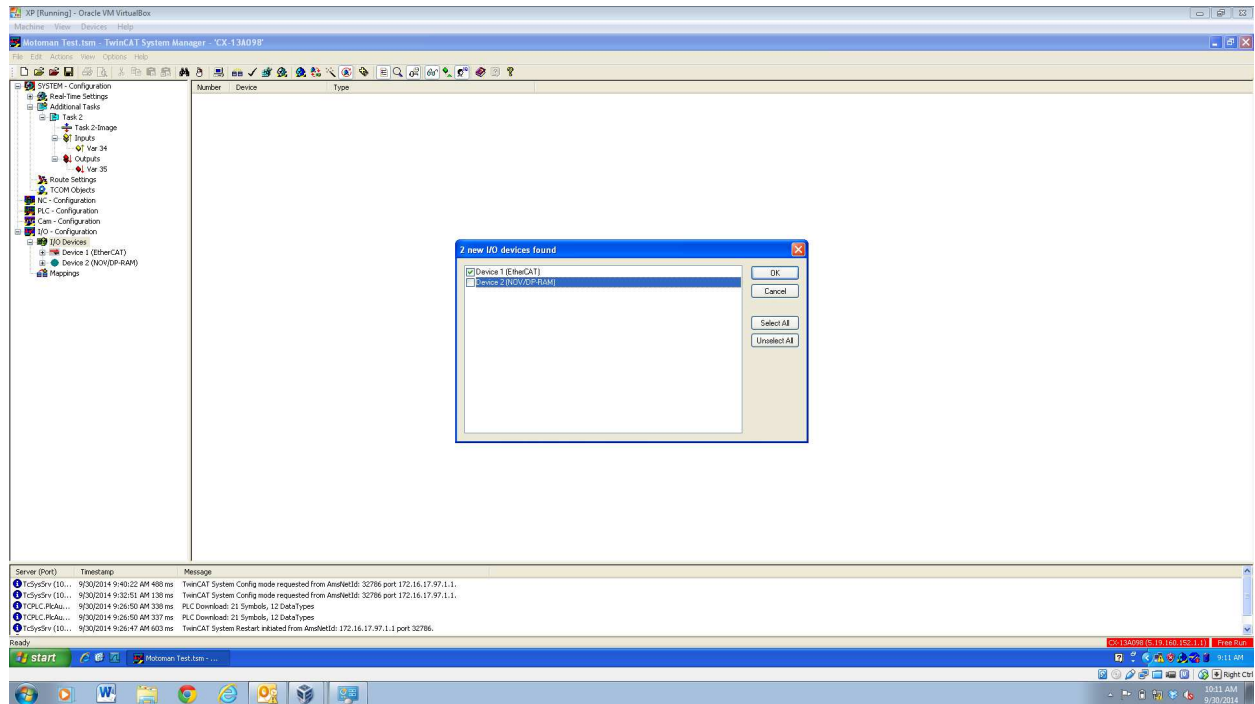 XP [Running] - Oracle VM VirtualBox
Machine View Devices Help
Motoman Test.tsm - TwinCAT System Manager - 'CX-13A098'
File Edit Actions View Options Help
SYSTEM - Configuration
Real-Time Settings
Additional Tasks
Task 2
Task 2-Image
Inputs
Var 34
Outputs
Var 35
Route Settings
TCOM Objects
NC - Configuration
PLC - Configuration
Cam - Configuration
I/O - Configuration
I/O Devices
Device 1 (EtherCAT)
Device 2 (NOV/DP-RAM)
Mappings
Number Device Type
2 new I/O devices found
Device 1 (EtherCAT)
Device 2 (NOV/DP-RAM)
OK
Cancel
Select All
Unselect All
Server (Port) Timestamp Message
TcSysSrv (10... 9/30/2014 9:40:22 AM 488 ms TwinCAT System Config mode requested from AmsNetId: 32786 port 172.16.17.97.1.1.
TcSysSrv (10... 9/30/2014 9:32:51 AM 138 ms TwinCAT System Config mode requested from AmsNetId: 32786 port 172.16.17.97.1.1.
TCPLC.PlcAu... 9/30/2014 9:26:50 AM 338 ms PLC Download: 21 Symbols, 12 DataTypes
TCPLC.PlcAu... 9/30/2014 9:26:50 AM 337 ms PLC Download: 21 Symbols, 12 DataTypes
TcSysSrv (10... 9/30/2014 9:26:47 AM 603 ms TwinCAT System Restart initiated from AmsNetId: 172.16.17.97.1.1 port 32786.
Ready
CX-13A098 (5.19.160.152.1.1) Free Run
start
Motoman Test.tsm - ...
9:11 AM
Right Ctrl
10:11 AM
9/30/2014